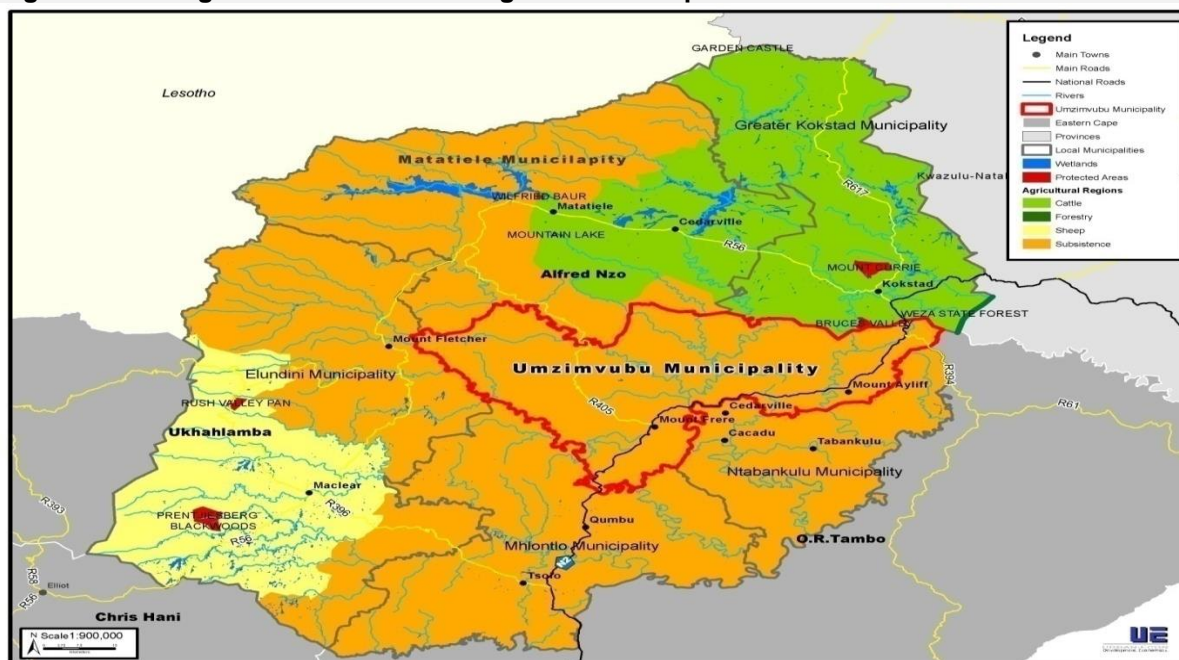 Lesotho
GARDEN CASTLE
Greater Kokstad Municipality
Matatiele Municilapity
Kwazulu-Natal
R617
WILFRIED BAUR
Matatiele
Cedarville
MOUNTAIN LAKE
R56
Alfred Nzo
MOUNT CURRIE
Kokstad
BRUCES VALLEY
WEZA STATE FOREST
Mount Fletcher
Umzimvubu Municipality
Elundini Municipality
RUSH VALLEY PAN
R405
Mount Ayliff
R394
R61
Cedarville
Mount Frere
Cacadu
Tabankulu
Ukhahlamba
Ntabankulu Municipality
Maclear
R396
R393
BLACKWOODS
R56
Qumbu
Mhlontlo Municipality
O.R.Tambo
N2
Tsolo
R58
Elliot
R56
Chris Hani
N Scale1:900,000
Legend
Main Towns
Main Roads
National Roads
Rivers
Umzimvubu Municipality
Eastern Cape
Provinces
Local Municipalities
Wetlands
Protected Areas
Agricultural Regions
Cattle
Forestry
Sheep
Subsistence
UE